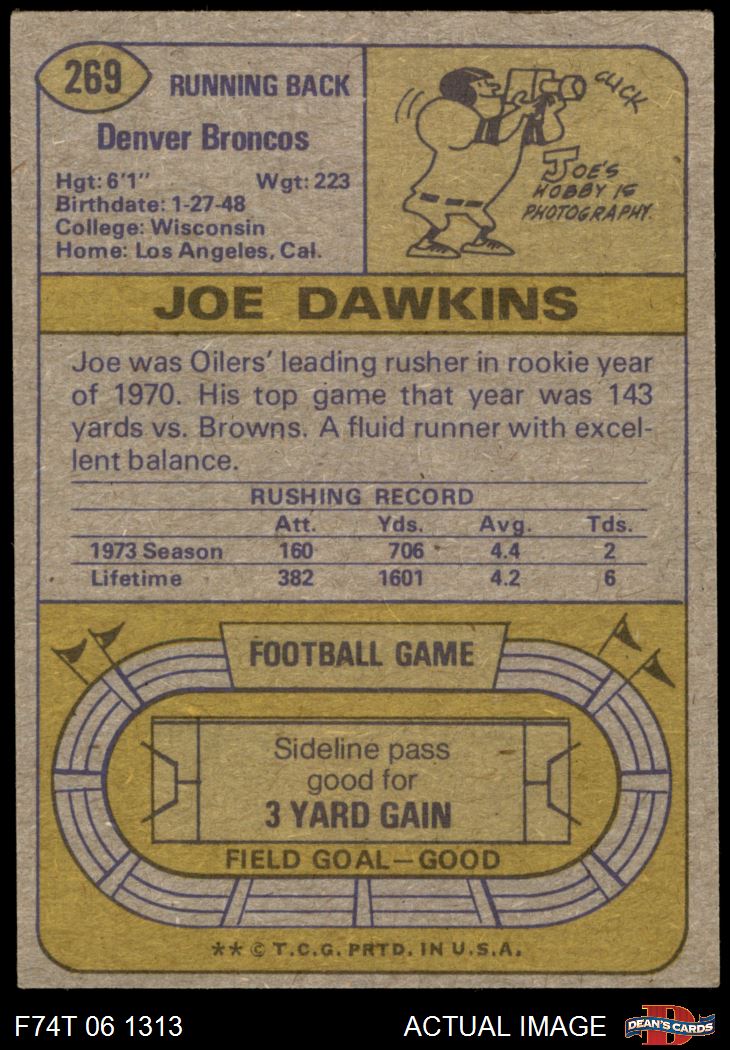 269
RUNNING BACK
Denver Broncos
Hgt: 6'1" Wgt: 223
Birthdate: 1-27-48
College: Wisconsin
Home: Los Angeles, Cal.
CLICK
JOE'S
HOBBY IS
PHOTOGRAPHY.
JOE DAWKINS
Joe was Oilers' leading rusher in rookie year
of 1970. His top game that year was 143
yards vs. Browns. A fluid runner with excel-
lent balance.
RUSHING RECORD
Att. Yds. Avg. Tds.
1973 Season 160 706 4.4 2
Lifetime 382 1601 4.2 6
FOOTBALL GAME
Sideline pass
good for
3 YARD GAIN
FIELD GOAL—GOOD
** © T.C.G. PRTD. IN U.S.A.
F74T 06 1313 ACTUAL IMAGE
D
DEAN'S CARDS